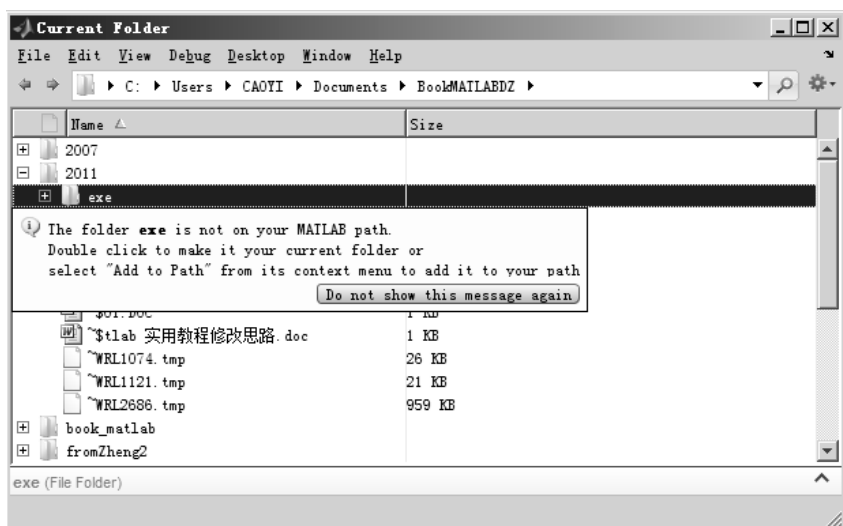 Current Folder
File Edit View Debug Desktop Window Help
C: Users CAOYI Documents BookMATLABDZ
Name Size
2007
2011
exe
The folder exe is not on your MATLAB path.
Double click to make it your current folder or
select "Add to Path" from its context menu to add it to your path
Do not show this message again
~$tlab 实用教程修改思路.doc 1 KB
~WRL1074.tmp 26 KB
~WRL1121.tmp 21 KB
~WRL2686.tmp 959 KB
book_matlab
fromZheng2
exe (File Folder)